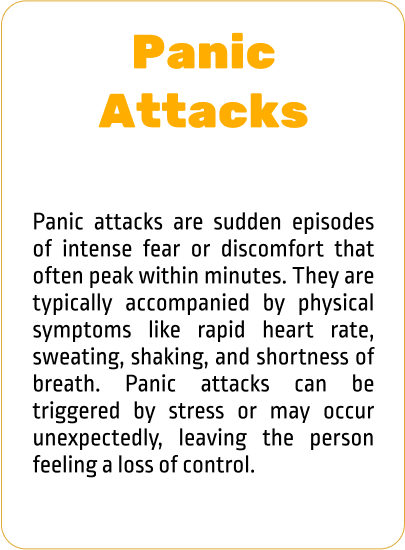 Panic
Attacks
Panic attacks are sudden episodes
of intense fear or discomfort that
often peak within minutes. They are
typically accompanied by physical
symptoms like rapid heart rate,
sweating, shaking, and shortness of
breath. Panic attacks can be
triggered by stress or may occur
unexpectedly, leaving the person
feeling a loss of control.